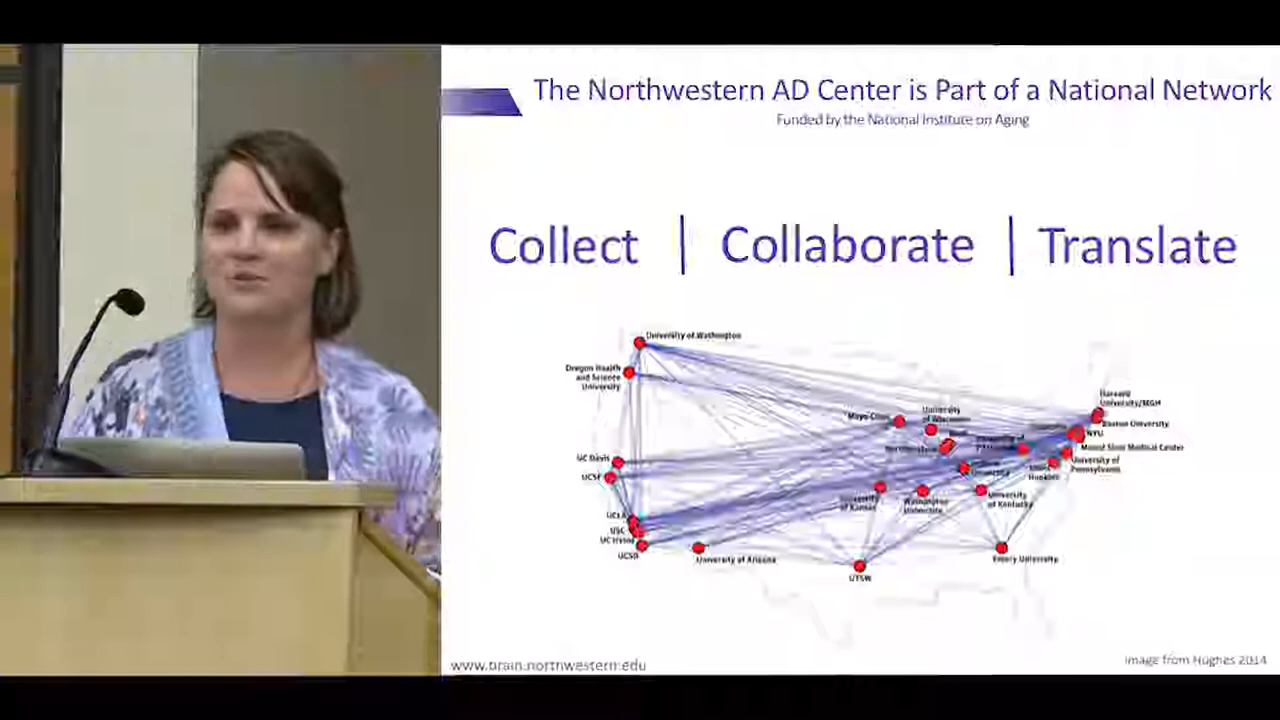 The Northwestern AD Center is Part of a National Network
Funded by the National Institute on Aging
Collect | Collaborate | Translate
University of Washington
Oregon Health
and Science
University
Harvard
University/MGH
Boston University
NYU
Mount Sinai Medical Center
University of
Pennsylvania
Mayo Clinic
University
of Wisconsin
Northwestern
UC Davis
UCSF
University
of Kansas
Washington
University
University
of Kentucky
UCLA
USC
UC Irvine
UCSD
University of Arizona
UTSW
Emory University
www.brain.northwestern.edu
Image from Hughes 2014